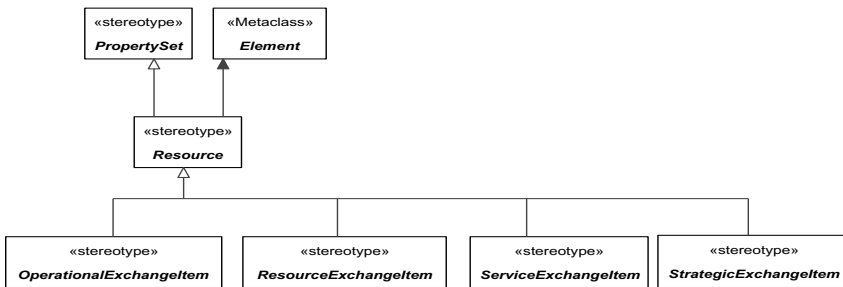 «stereotype»
PropertySet
«Metaclass»
Element
«stereotype»
Resource
«stereotype»
OperationalExchangeItem
«stereotype»
ResourceExchangeItem
«stereotype»
ServiceExchangeItem
«stereotype»
StrategicExchangeItem